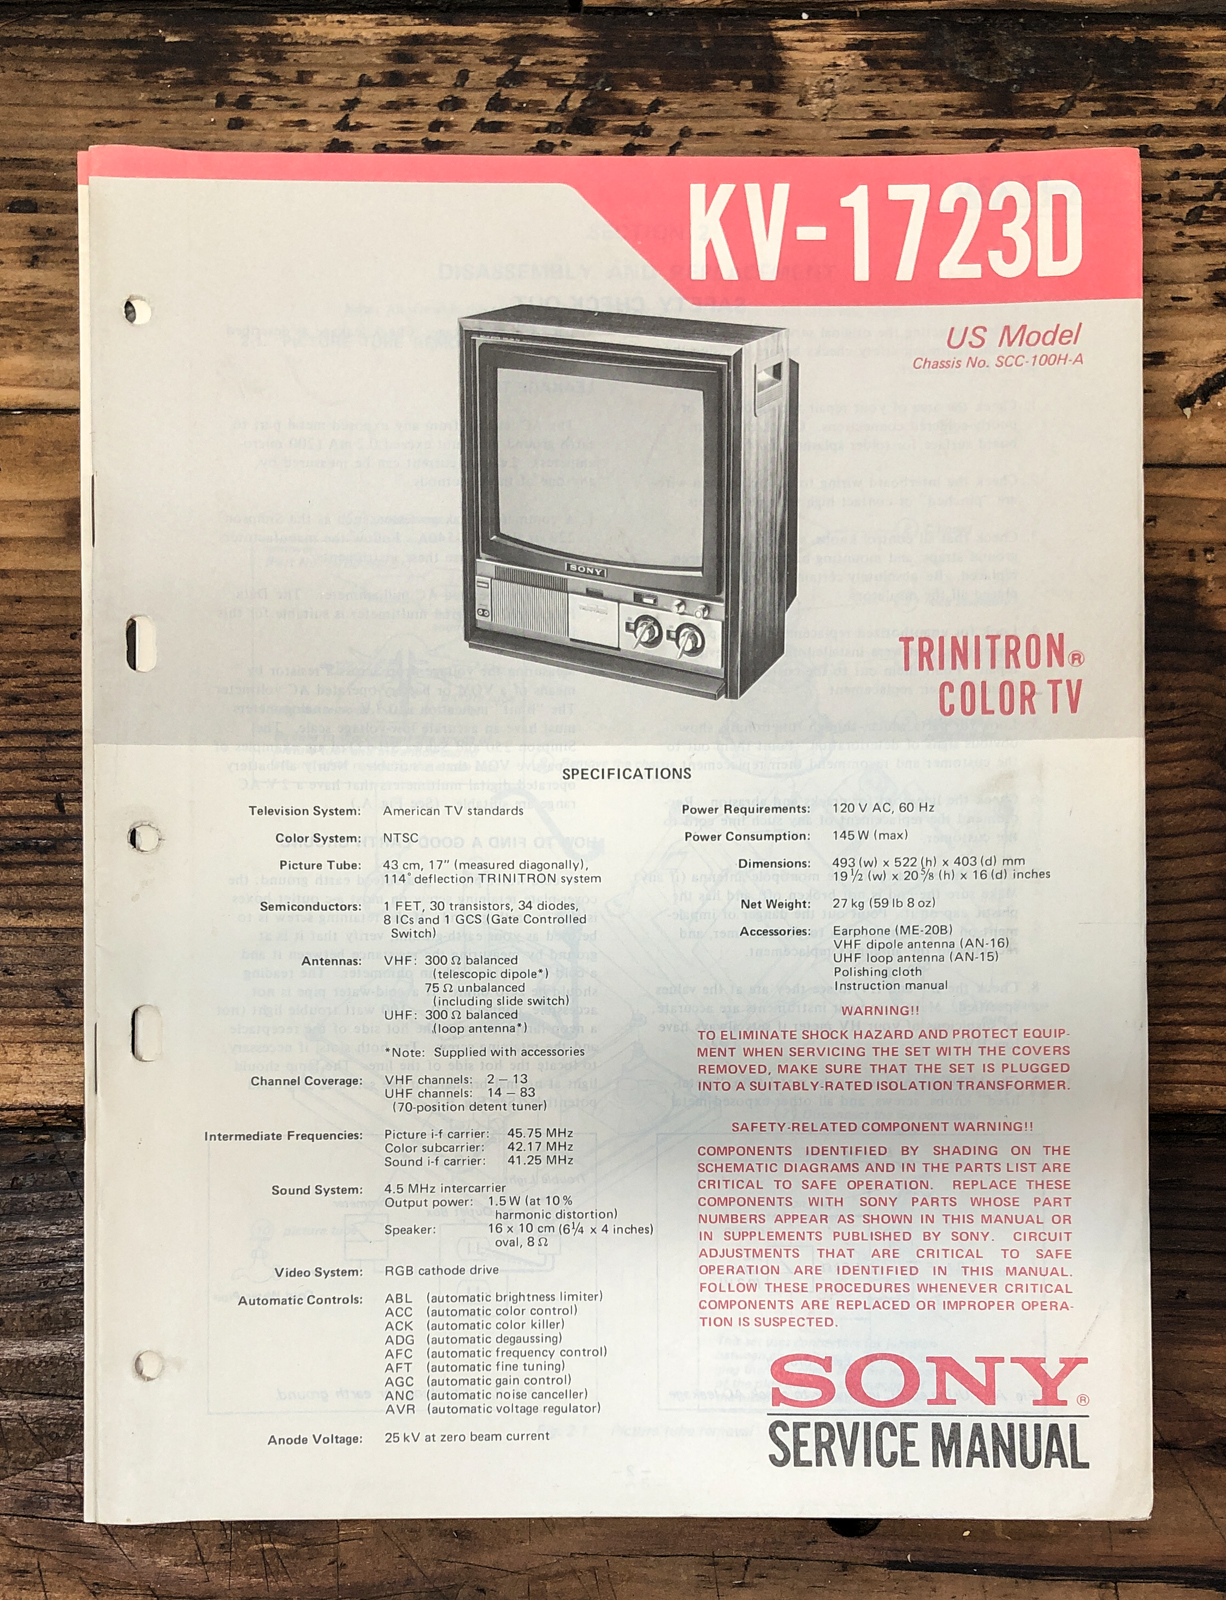 KV-1723D
US Model
Chassis No. SCC-100H-A
SONY
TRINITRON®
COLOR TV
SPECIFICATIONS
Television System: American TV standards
Color System: NTSC
Picture Tube: 43 cm, 17" (measured diagonally),
114° deflection TRINITRON system
Semiconductors: 1 FET, 30 transistors, 34 diodes,
8 ICs and 1 GCS (Gate Controlled
Switch)
Antennas: VHF: 300 Ω balanced
(telescopic dipole*)
75 Ω unbalanced
(including slide switch)
UHF: 300 Ω balanced
(loop antenna*)
*Note: Supplied with accessories
Channel Coverage: VHF channels: 2 – 13
UHF channels: 14 – 83
(70-position detent tuner)
Intermediate Frequencies: Picture i-f carrier: 45.75 MHz
Color subcarrier: 42.17 MHz
Sound i-f carrier: 41.25 MHz
Sound System: 4.5 MHz intercarrier
Output power: 1.5 W (at 10 %
harmonic distortion)
Speaker: 16 x 10 cm (6¼ x 4 inches)
oval, 8 Ω
Video System: RGB cathode drive
Automatic Controls: ABL (automatic brightness limiter)
ACC (automatic color control)
ACK (automatic color killer)
ADG (automatic degaussing)
AFC (automatic frequency control)
AFT (automatic fine tuning)
AGC (automatic gain control)
ANC (automatic noise canceller)
AVR (automatic voltage regulator)
Anode Voltage: 25 kV at zero beam current
Power Requirements: 120 V AC, 60 Hz
Power Consumption: 145 W (max)
Dimensions: 493 (w) x 522 (h) x 403 (d) mm
19 1/2 (w) x 20 5/8 (h) x 16 (d) inches
Net Weight: 27 kg (59 lb 8 oz)
Accessories: Earphone (ME-20B)
VHF dipole antenna (AN-16)
UHF loop antenna (AN-15)
Polishing cloth
Instruction manual
WARNING!!
TO ELIMINATE SHOCK HAZARD AND PROTECT EQUIP-
MENT WHEN SERVICING THE SET WITH THE COVERS
REMOVED, MAKE SURE THAT THE SET IS PLUGGED
INTO A SUITABLY-RATED ISOLATION TRANSFORMER.
SAFETY-RELATED COMPONENT WARNING!!
COMPONENTS IDENTIFIED BY SHADING ON THE
SCHEMATIC DIAGRAMS AND IN THE PARTS LIST ARE
CRITICAL TO SAFE OPERATION. REPLACE THESE
COMPONENTS WITH SONY PARTS WHOSE PART
NUMBERS APPEAR AS SHOWN IN THIS MANUAL OR
IN SUPPLEMENTS PUBLISHED BY SONY. CIRCUIT
ADJUSTMENTS THAT ARE CRITICAL TO SAFE
OPERATION ARE IDENTIFIED IN THIS MANUAL.
FOLLOW THESE PROCEDURES WHENEVER CRITICAL
COMPONENTS ARE REPLACED OR IMPROPER OPERA-
TION IS SUSPECTED.
SONY®
SERVICE MANUAL